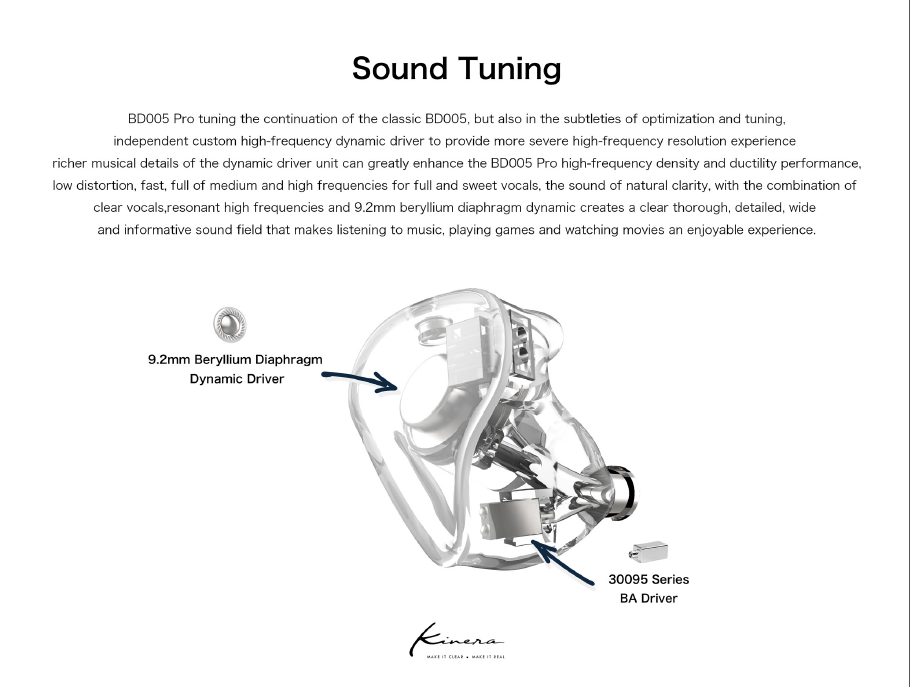 Sound Tuning
BD005 Pro tuning the continuation of the classic BD005, but also in the subtleties of optimization and tuning,
independent custom high-frequency dynamic driver to provide more severe high-frequency resolution experience
richer musical details of the dynamic driver unit can greatly enhance the BD005 Pro high-frequency density and ductility performance,
low distortion, fast, full of medium and high frequencies for full and sweet vocals, the sound of natural clarity, with the combination of
clear vocals,resonant high frequencies and 9.2mm beryllium diaphragm dynamic creates a clear thorough, detailed, wide
and informative sound field that makes listening to music, playing games and watching movies an enjoyable experience.
9.2mm Beryllium Diaphragm
Dynamic Driver
30095 Series
BA Driver
Kinera
MAKE IT CLEAR • MAKE IT REAL